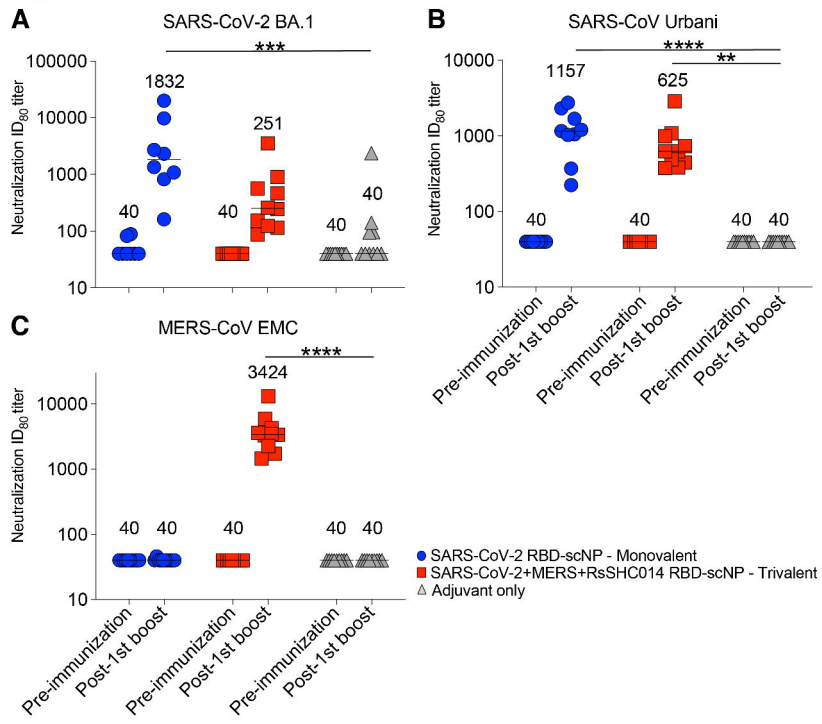 A
SARS-CoV-2 BA.1
***
Neutralization ID80 titer
100000
10000
1000
100
10
40
1832
40
251
40
40
B
SARS-CoV Urbani
****
**
Neutralization ID80 titer
10000
1000
100
10
40
1157
40
625
40
40
Pre-immunization
Post-1st boost
Pre-immunization
Post-1st boost
Pre-immunization
Post-1st boost
C
MERS-CoV EMC
****
Neutralization ID80 titer
10000
1000
100
10
40
40
40
3424
40
40
Pre-immunization
Post-1st boost
Pre-immunization
Post-1st boost
Pre-immunization
Post-1st boost
SARS-CoV-2 RBD-scNP - Monovalent
SARS-CoV-2+MERS+RsSHC014 RBD-scNP - Trivalent
Adjuvant only